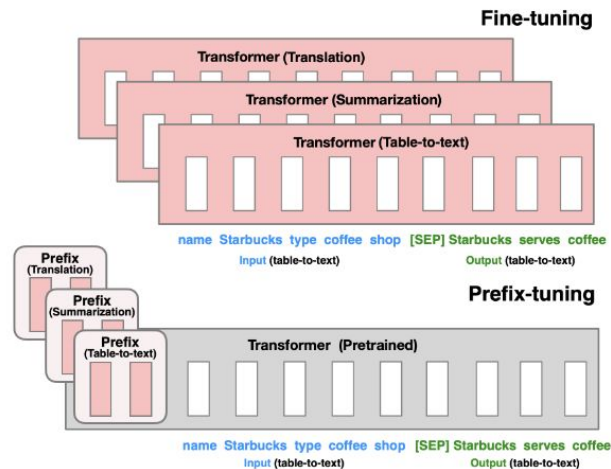 Fine-tuning
Transformer (Translation)
Transformer (Summarization)
Transformer (Table-to-text)
name Starbucks type coffee shop [SEP] Starbucks serves coffee
Input (table-to-text) Output (table-to-text)
Prefix-tuning
Prefix
(Translation)
Prefix
(Summarization)
Prefix
(Table-to-text)
Transformer (Pretrained)
name Starbucks type coffee shop [SEP] Starbucks serves coffee
Input (table-to-text) Output (table-to-text)